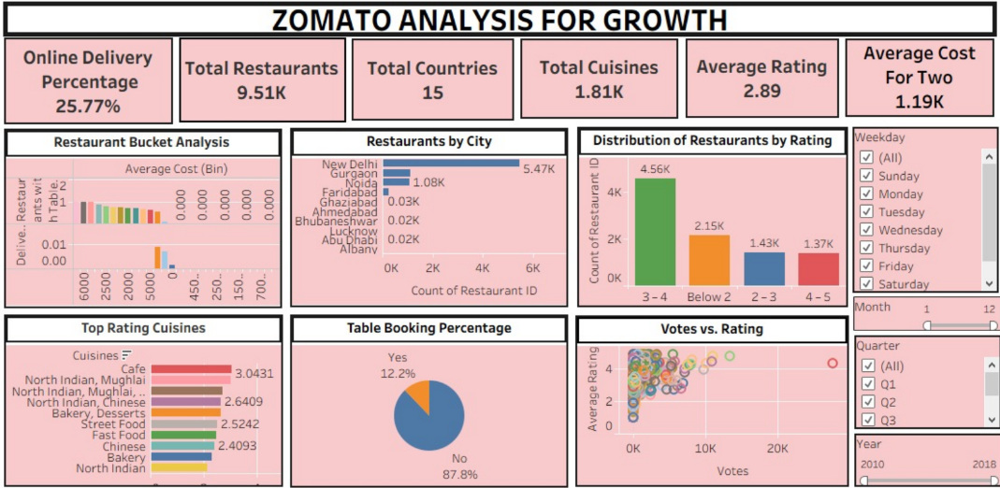 ZOMATO ANALYSIS FOR GROWTH
Online Delivery
Percentage
25.77%
Total Restaurants
9.51K
Total Countries
15
Total Cuisines
1.81K
Average Rating
2.89
Average Cost
For Two
1.19K
Restaurant Bucket Analysis
Average Cost (Bin)
Restaur
ants wit
h Table..
2
1
0.000
0.000
0.000
0.000
0.000
Delive..
0.01
0.00
6000
2500
2000
5000
0
450..
250..
150..
700..
Restaurants by City
New Delhi
Gurgaon
Noida
Faridabad
Ghaziabad
Ahmedabad
Bhubaneshwar
Lucknow
Abu Dhabi
Albany
5.47K
1.08K
0.03K
0.02K
0.02K
0K
2K
4K
6K
Count of Restaurant ID
Distribution of Restaurants by Rating
Count of Restaurant ID
4K
2K
0K
4.56K
2.15K
1.43K
1.37K
3 – 4
Below 2
2 – 3
4 – 5
Weekday
(All)
Sunday
Monday
Tuesday
Wednesday
Thursday
Friday
Saturday
Month
1
12
Quarter
(All)
Q1
Q2
Q3
Year
2010
2018
Top Rating Cuisines
Cuisines
Cafe
North Indian, Mughlai
North Indian, Mughlai, ..
North Indian, Chinese
Bakery, Desserts
Street Food
Fast Food
Chinese
Bakery
North Indian
3.0431
2.6409
2.5242
2.4093
Table Booking Percentage
Yes
12.2%
No
87.8%
Votes vs. Rating
Average Rating
4
2
0
0K
10K
20K
Votes